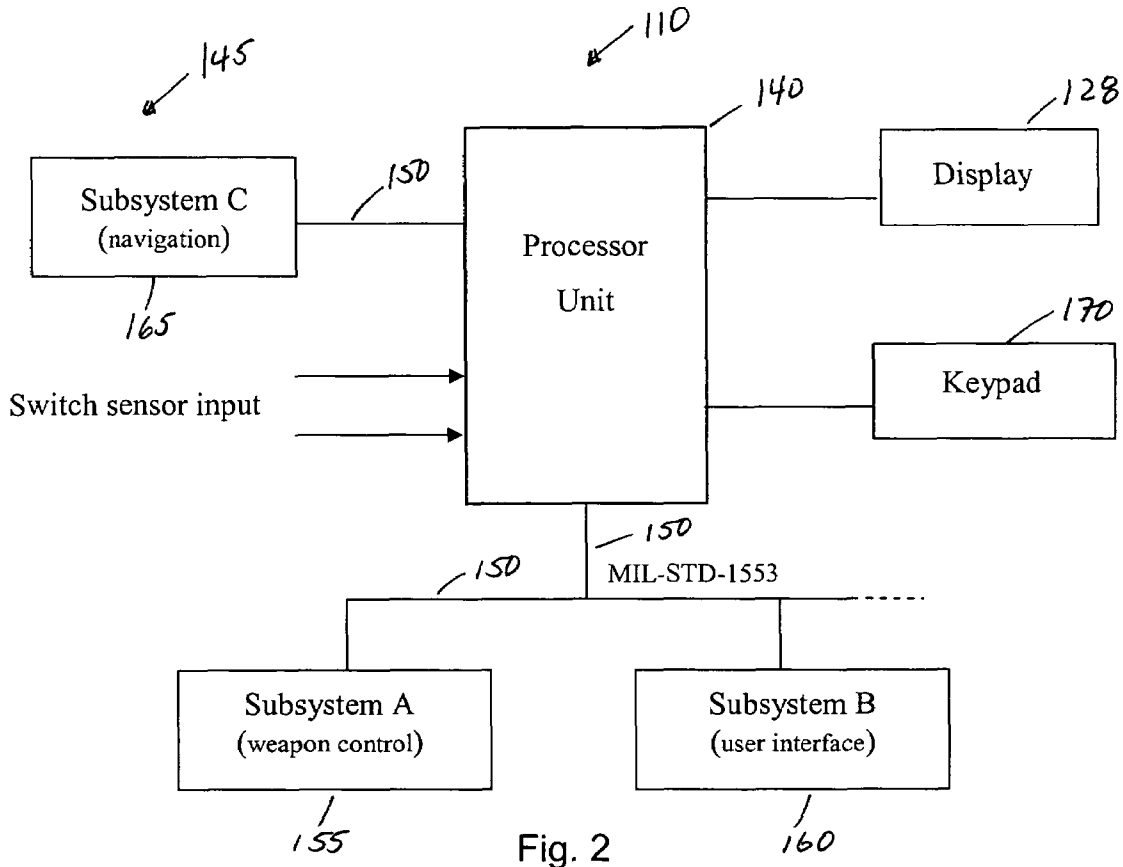 145
110
140
128
Subsystem C
(navigation)
150
Processor
Unit
Display
165
170
Switch sensor input
Keypad
150
150
MIL-STD-1553
Subsystem A
(weapon control)
Subsystem B
(user interface)
155
Fig. 2
160